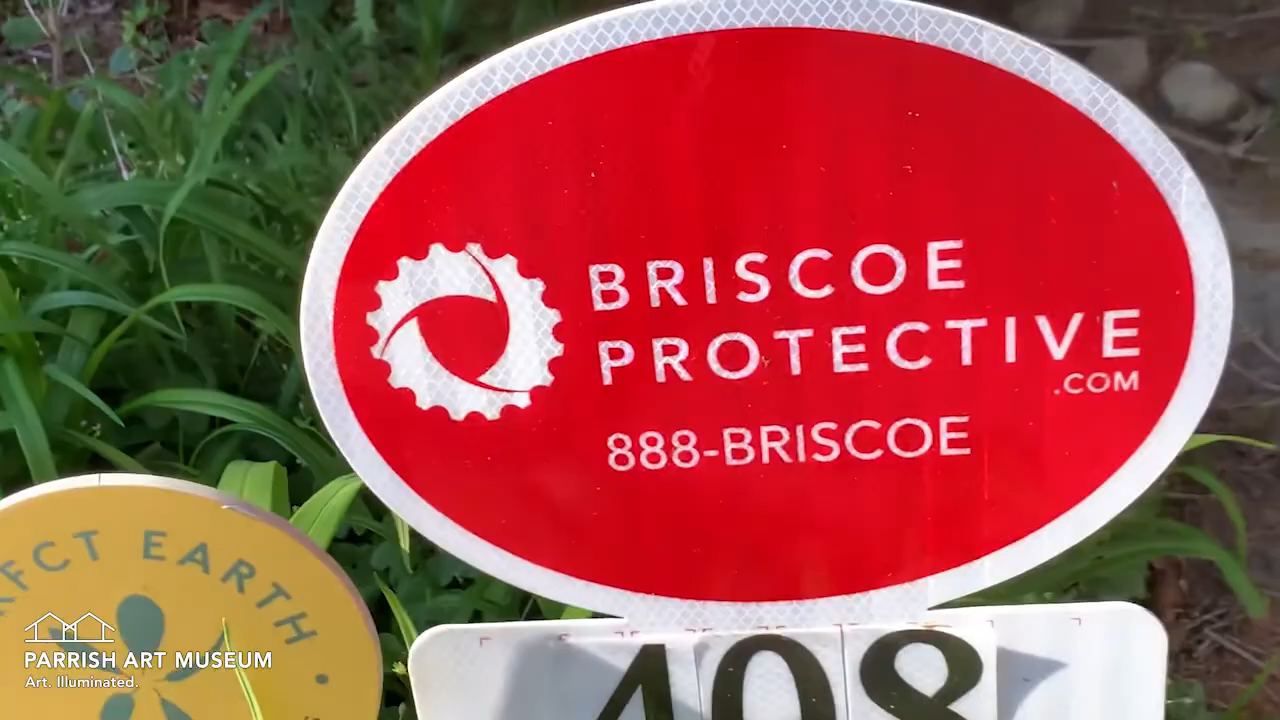 BRISCOE
PROTECTIVE
.COM
888-BRISCOE
EARTH
408
PARRISH ART MUSEUM
Art. Illuminated.